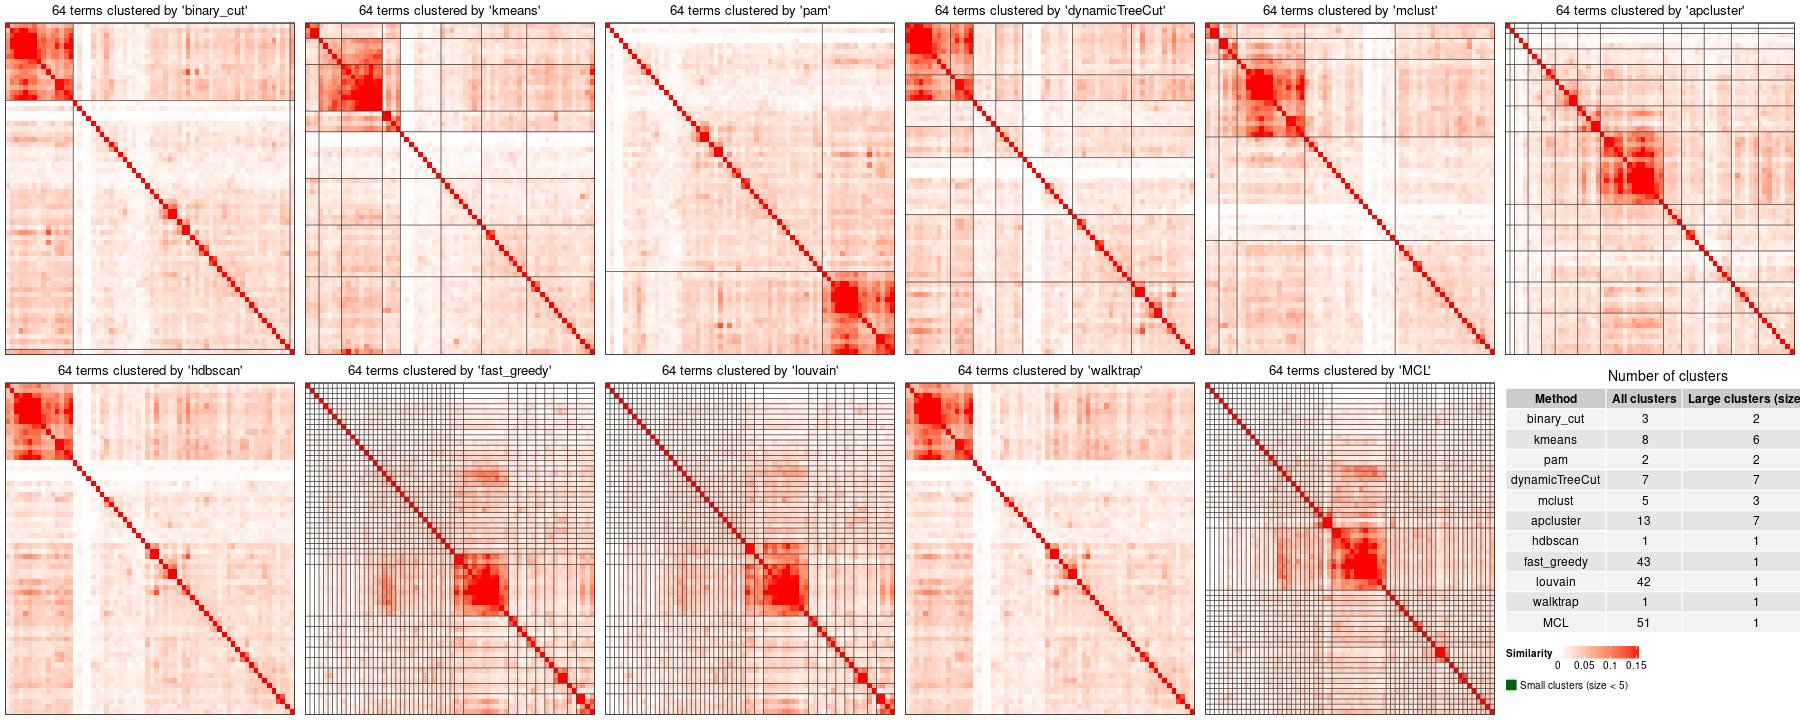 64 terms clustered by 'binary_cut'
64 terms clustered by 'kmeans'
64 terms clustered by 'pam'
64 terms clustered by 'dynamicTreeCut'
64 terms clustered by 'mclust'
64 terms clustered by 'apcluster'
64 terms clustered by 'hdbscan'
64 terms clustered by 'fast_greedy'
64 terms clustered by 'louvain'
64 terms clustered by 'walktrap'
64 terms clustered by 'MCL'
Number of clusters
Method All clusters Large clusters (size
binary_cut 3 2
kmeans 8 6
pam 2 2
dynamicTreeCut 7 7
mclust 5 3
apcluster 13 7
hdbscan 1 1
fast_greedy 43 1
louvain 42 1
walktrap 1 1
MCL 51 1
Similarity
0 0.05 0.1 0.15
Small clusters (size < 5)